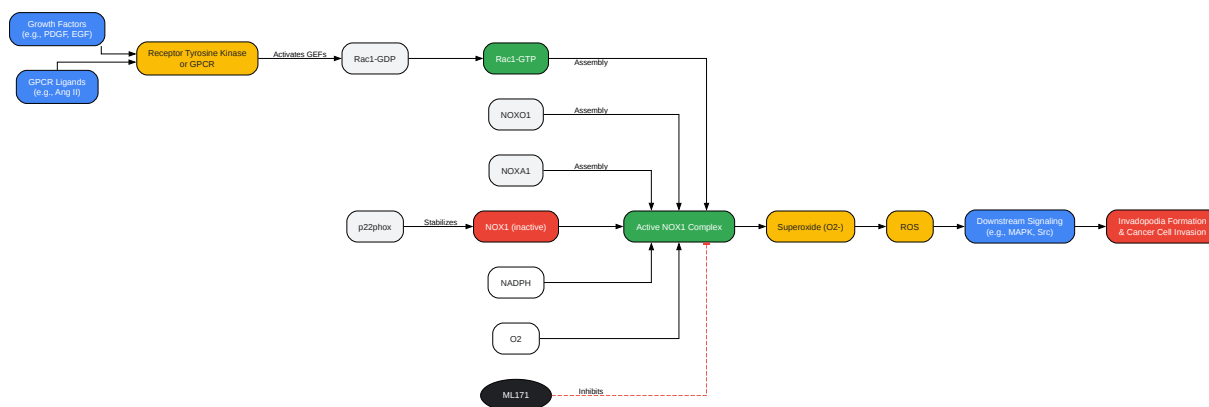 Growth Factors
(e.g., PDGF, EGF)
GPCR Ligands
(e.g., Ang II)
Receptor Tyrosine Kinase
or GPCR
Activates GEFs
Rac1-GDP
Rac1-GTP
Assembly
NOXO1
Assembly
NOXA1
Assembly
p22phox
Stabilizes
NOX1 (inactive)
Active NOX1 Complex
Superoxide (O2-)
ROS
Downstream Signaling
(e.g., MAPK, Src)
Invadopodia Formation
& Cancer Cell Invasion
NADPH
O2
ML171
Inhibits